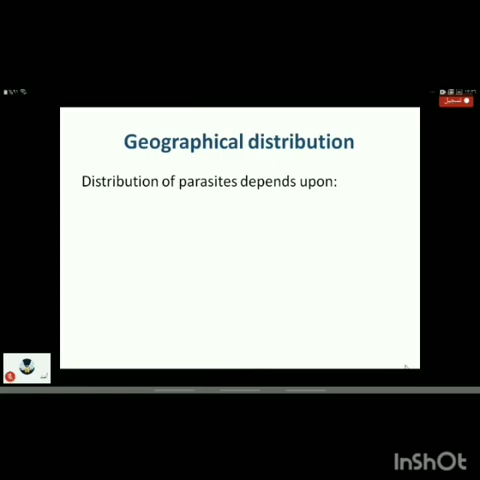 تسجيل
Geographical distribution
Distribution of parasites depends upon:
InShOt